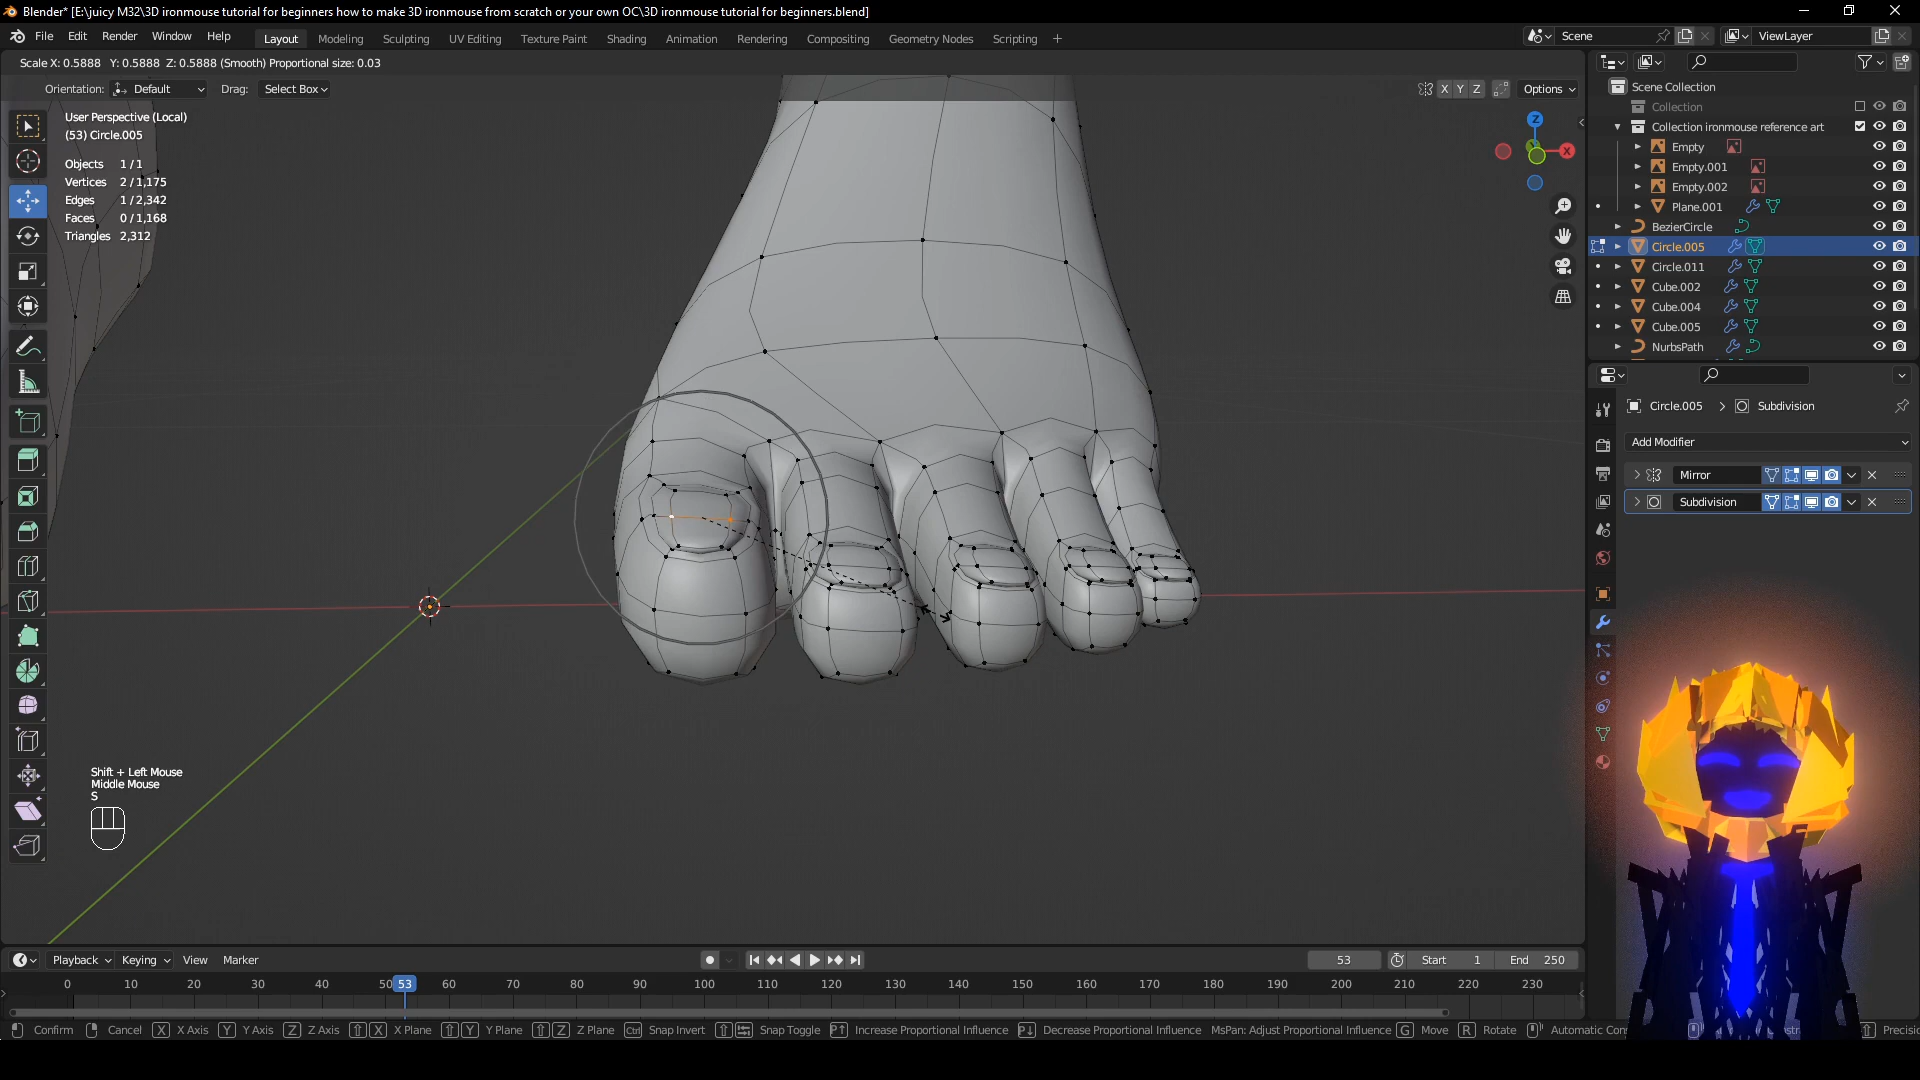 Blender* [E:\juicy M32\3D ironmouse tutorial for beginners how to make 3D ironmouse from scratch or your own OC\3D ironmouse tutorial for beginners.blend]
File Edit Render Window Help Layout Modeling Sculpting UV Editing Texture Paint Shading Animation Rendering Compositing Geometry Nodes Scripting + Scene ViewLayer
Scale X: 0.5888 Y: 0.5888 Z: 0.5888 (Smooth) Proportional size: 0.03
Orientation: Default Drag: Select Box X Y Z Options
User Perspective (Local)
(53) Circle.005
Objects 1/1
Vertices 2/1,175
Edges 1/2,342
Faces 0/1,168
Triangles 2,312
Z
X
Scene Collection
Collection
Collection ironmouse reference art
Empty
Empty.001
Empty.002
Plane.001
BezierCircle
Circle.005
Circle.011
Cube.002
Cube.004
Cube.005
NurbsPath
Circle.005 > Subdivision
Add Modifier
Mirror
Subdivision
Shift + Left Mouse
Middle Mouse
S
Playback Keying View Marker 53 Start 1 End 250
0 10 20 30 40 50 53 60 70 80 90 100 110 120 130 140 150 160 170 180 190 200 210 220 230
Confirm Cancel X X Axis Y Y Axis Z Z Axis X X Plane Y Y Plane Z Z Plane Ctrl Snap Invert Snap Toggle P↑ Increase Proportional Influence P↓ Decrease Proportional Influence MsPan: Adjust Proportional Influence G Move R Rotate Automatic Precisio